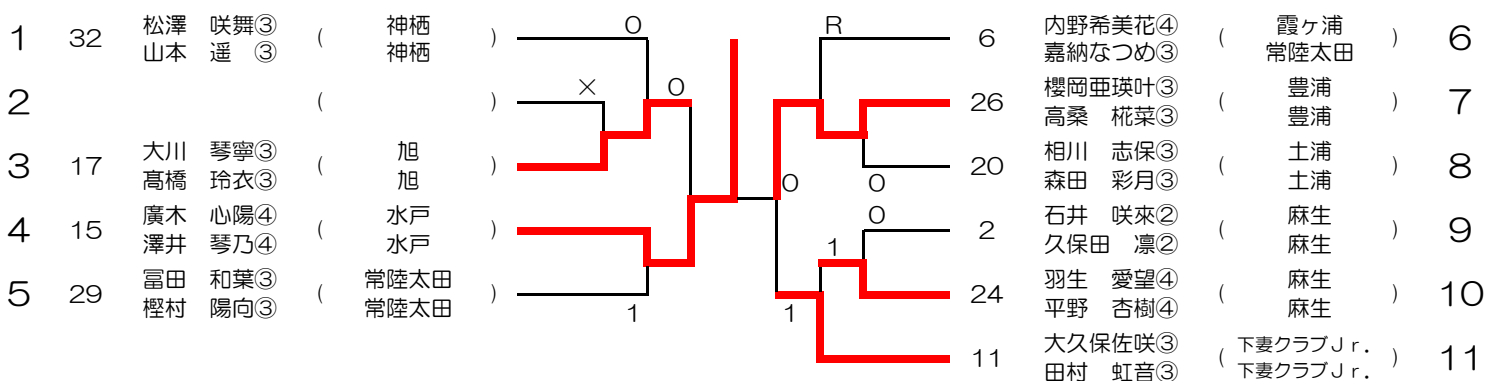 1 32 松澤 咲舞③ ( 神栖 )
山本 遥 ③ 神栖
0
2 ( )
×
0
3 17 大川 琴寧③ ( 旭 )
髙橋 玲衣③ 旭
4 15 廣木 心陽④ ( 水戸 )
澤井 琴乃④ 水戸
5 29 冨田 和葉③ ( 常陸太田 )
樫村 陽向③ 常陸太田
1
R
6 内野希美花④ ( 霞ヶ浦 ) 6
嘉納なつめ③ 常陸太田
26 櫻岡亜瑛叶③ ( 豊浦 ) 7
高桑 椛菜③ 豊浦
20 相川 志保③ ( 土浦 ) 8
森田 彩月③ 土浦
0 0
0
2 石井 咲來② ( 麻生 ) 9
久保田 凛② 麻生
1
24 羽生 愛望④ ( 麻生 ) 10
平野 杏樹④ 麻生
1
11 大久保佐咲③ ( 下妻クラブJr. ) 11
田村 虹音③ 下妻クラブJr.